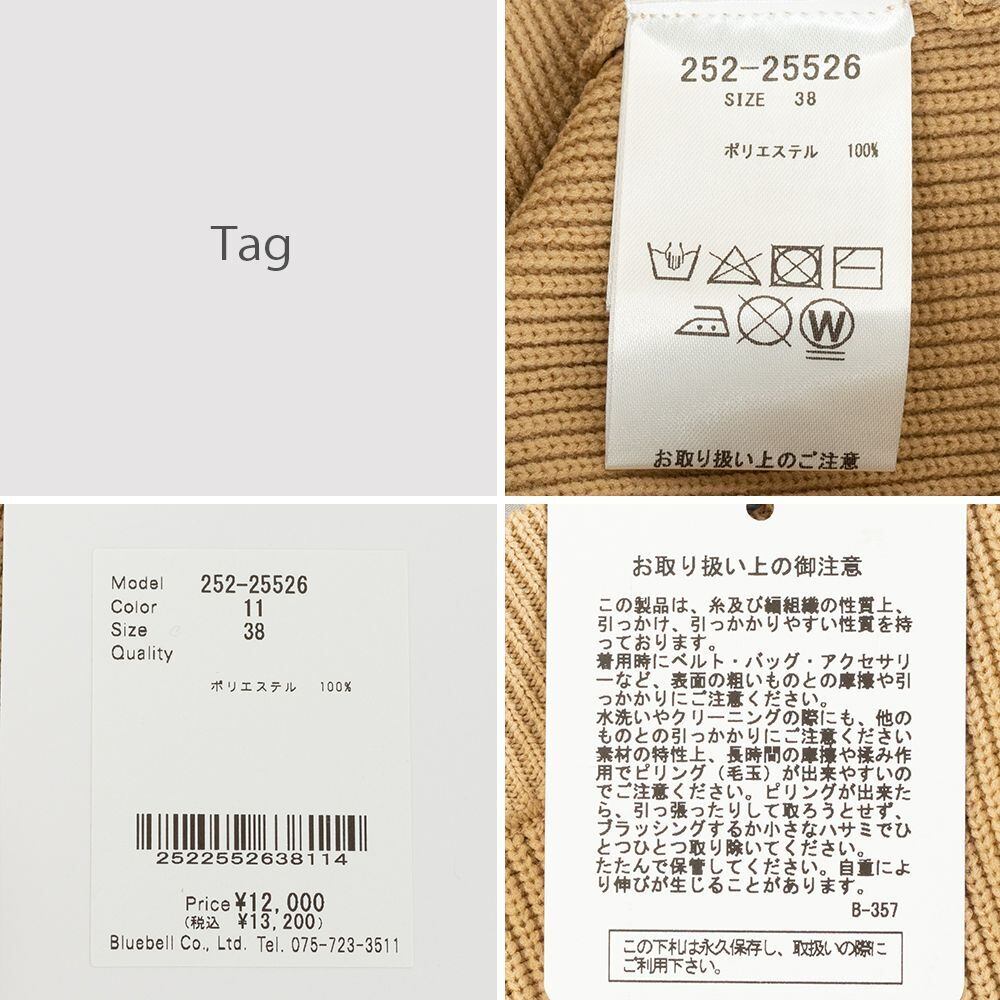 Tag
252-25526
SIZE 38
ポリエステル 100%
W
お取り扱い上のご注意
Model 252-25526
Color 11
Size 38
Quality
ポリエステル 100%
2522552638114
Price ¥12,000
(税込 ¥13,200)
Bluebell Co., Ltd. Tel. 075-723-3511
お取り扱い上の御注意
この製品は、糸及び編組織の性質上、
引っかけ、引っかかりやすい性質を持
っております。
着用時にベルト・バッグ・アクセサリ
ーなど、表面の粗いものとの摩擦や引
っかかりにご注意ください。
水洗いやクリーニングの際にも、他の
ものとの引っかかりにご注意ください
素材の特性上、長時間の摩擦や揉み作
用でピリング（毛玉）が出来やすいの
でご注意ください。ピリングが出来た
ら、引っ張ったりして取ろうとせず、
ブラッシングするか小さなハサミでひ
とつひとつ取り除いてください。
たたんで保管してください。自重によ
り伸びが生じることがあります。
B-357
この下札は永久保存し、取扱いの際に
ご利用下さい。